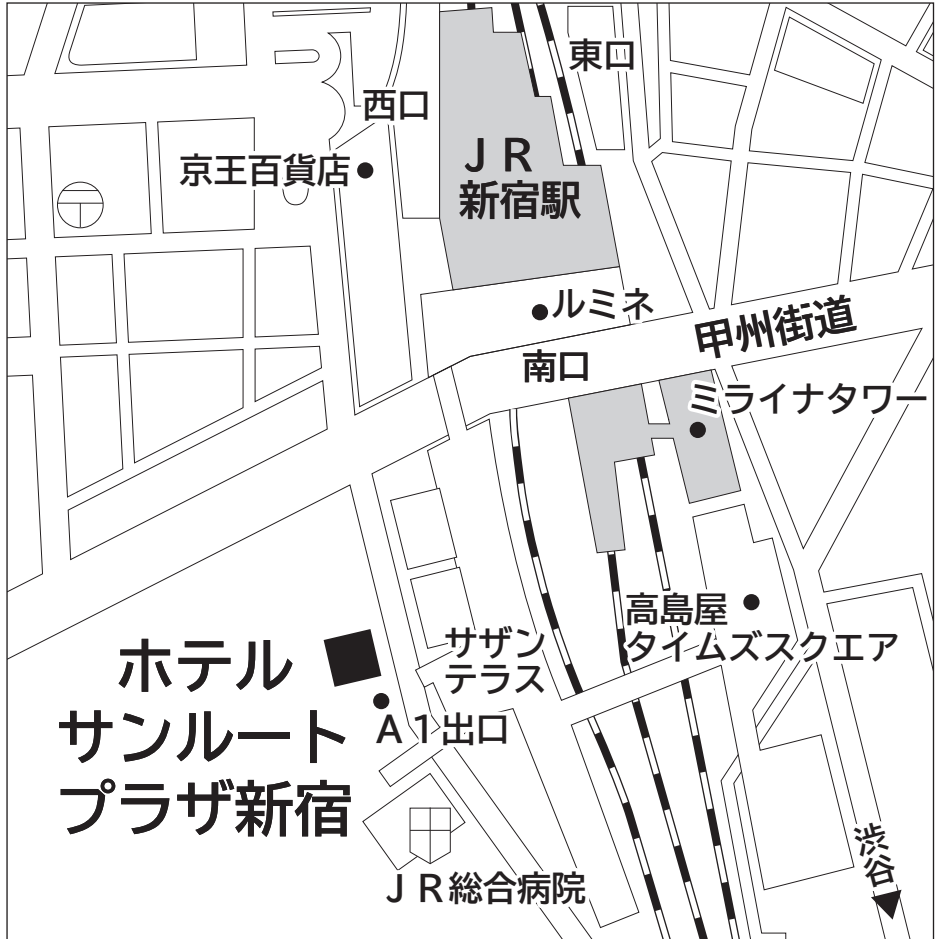 東口
西口
京王百貨店
ＪＲ
新宿駅
ルミネ
甲州街道
南口
ミライナタワー
高島屋
タイムズスクエア
サザン
テラス
ホテル
サンルート
プラザ新宿
Ａ１出口
渋谷
ＪＲ総合病院